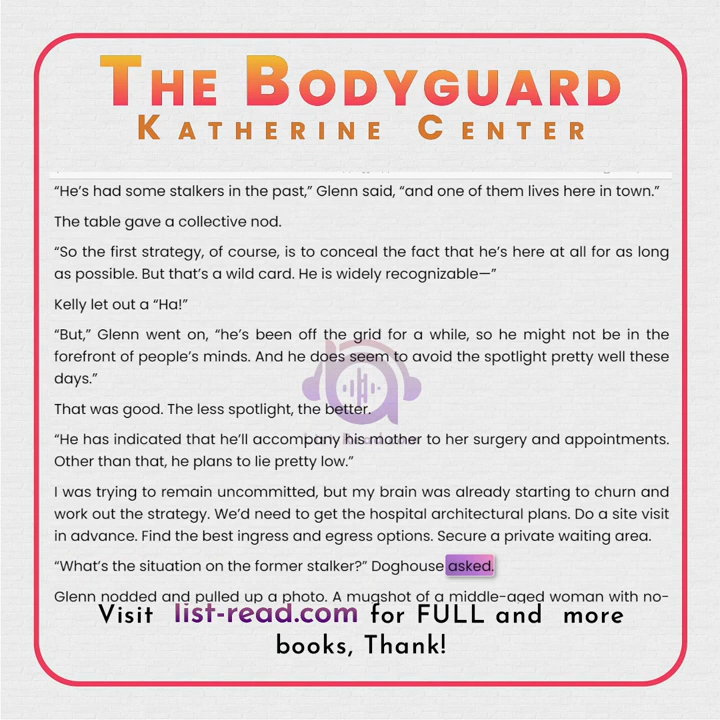 THE BODYGUARD
KATHERINE CENTER
“He’s had some stalkers in the past,” Glenn said, “and one of them lives here in town.”
The table gave a collective nod.
“So the first strategy, of course, is to conceal the fact that he’s here at all for as long
as possible. But that’s a wild card. He is widely recognizable—”
Kelly let out a “Ha!”
“But,” Glenn went on, “he’s been off the grid for a while, so he might not be in the
forefront of people’s minds. And he does seem to avoid the spotlight pretty well these
days.”
That was good. The less spotlight, the better.
“He has indicated that he’ll accompany his mother to her surgery and appointments.
Other than that, he plans to lie pretty low.”
I was trying to remain uncommitted, but my brain was already starting to churn and
work out the strategy. We’d need to get the hospital architectural plans. Do a site visit
in advance. Find the best ingress and egress options. Secure a private waiting area.
“What’s the situation on the former stalker?” Doghouse asked.
Glenn nodded and pulled up a photo. A mugshot of a middle-aged woman with no-
Visit list-read.com for FULL and more
books, Thank!